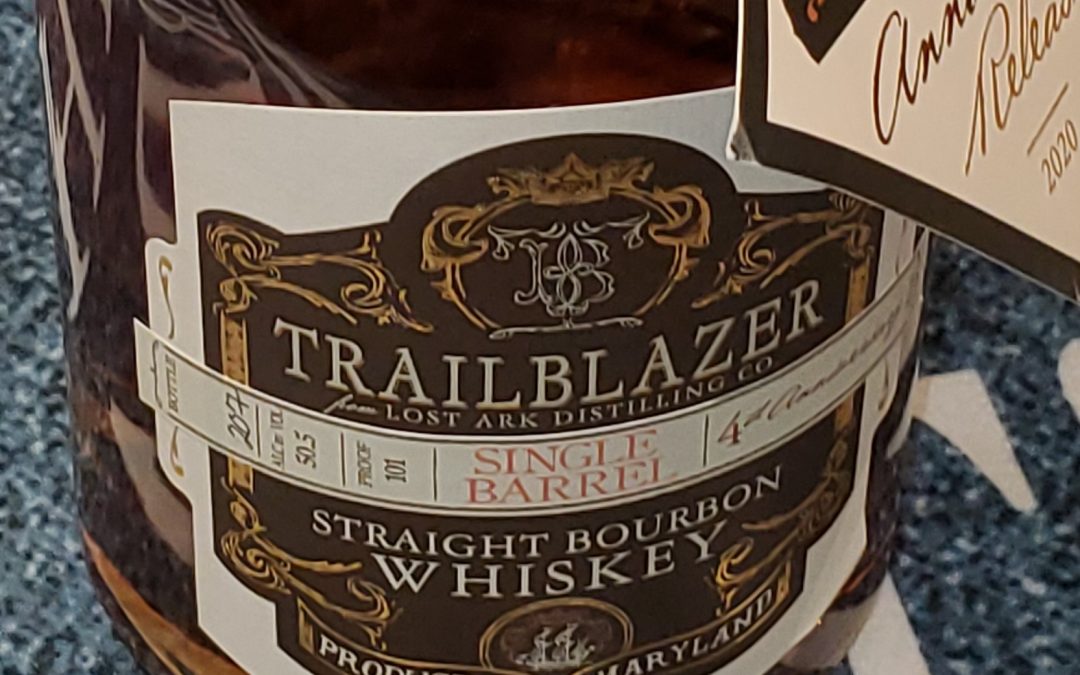 TRAILBLAZER
from LOST ARK DISTILLING CO
BOTTLE
207
ALC BY VOL
50.5
PROOF
101
SINGLE
BARREL
4th Anniversary
STRAIGHT BOURBON
WHISKEY
MARYLAND
2020